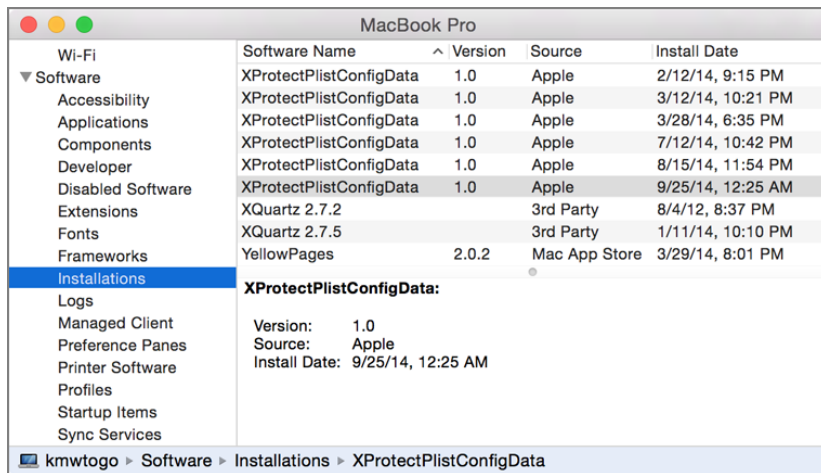 MacBook Pro
Wi-Fi
Software
Accessibility
Applications
Components
Developer
Disabled Software
Extensions
Fonts
Frameworks
Installations
Logs
Managed Client
Preference Panes
Printer Software
Profiles
Startup Items
Sync Services
Software Name Version Source Install Date
XProtectPlistConfigData 1.0 Apple 2/12/14, 9:15 PM
XProtectPlistConfigData 1.0 Apple 3/12/14, 10:21 PM
XProtectPlistConfigData 1.0 Apple 3/28/14, 6:35 PM
XProtectPlistConfigData 1.0 Apple 7/12/14, 10:42 PM
XProtectPlistConfigData 1.0 Apple 8/15/14, 11:54 PM
XProtectPlistConfigData 1.0 Apple 9/25/14, 12:25 AM
XQuartz 2.7.2 3rd Party 8/4/12, 8:37 PM
XQuartz 2.7.5 3rd Party 1/11/14, 10:10 PM
YellowPages 2.0.2 Mac App Store 3/29/14, 8:01 PM
XProtectPlistConfigData:
Version: 1.0
Source: Apple
Install Date: 9/25/14, 12:25 AM
kmwtogo Software Installations XProtectPlistConfigData